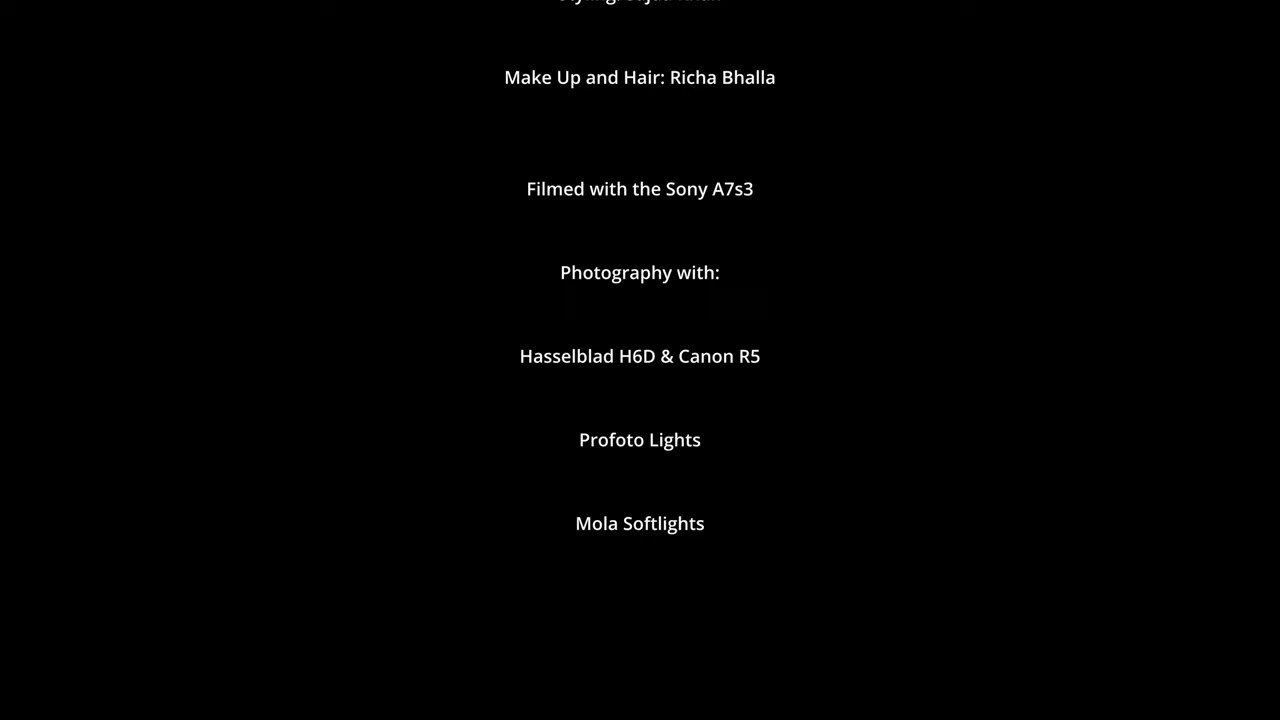 Make Up and Hair: Richa Bhalla
Filmed with the Sony A7s3
Photography with:
Hasselblad H6D & Canon R5
Profoto Lights
Mola Softlights